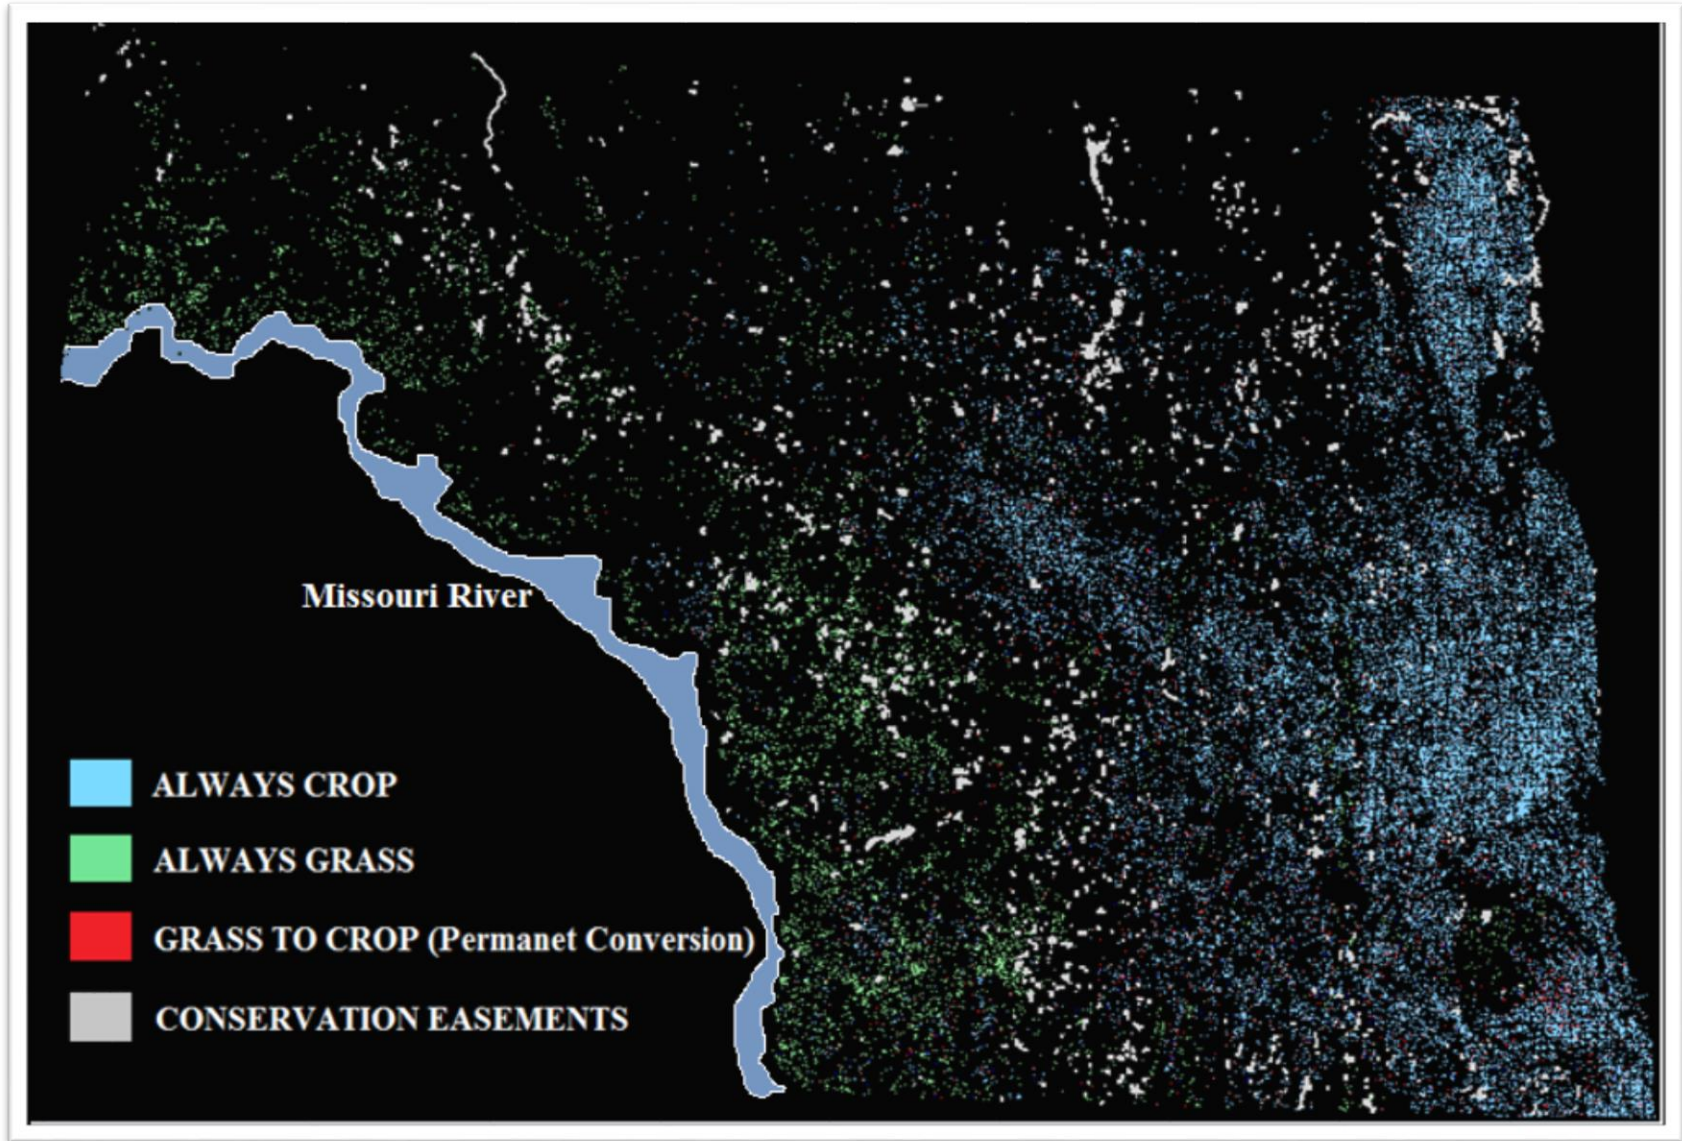 Missouri River
ALWAYS CROP
ALWAYS GRASS
GRASS TO CROP (Permanet Conversion)
CONSERVATION EASEMENTS